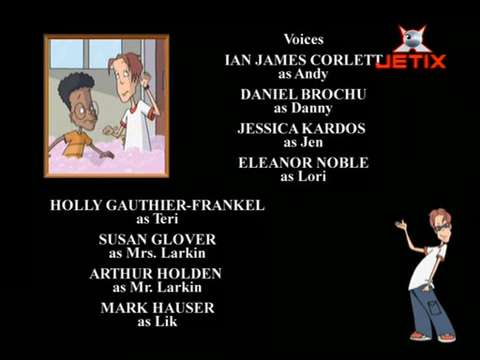 Voices
IAN JAMES CORLETT
as Andy
JETIX
DANIEL BROCHU
as Danny
JESSICA KARDOS
as Jen
ELEANOR NOBLE
as Lori
HOLLY GAUTHIER-FRANKEL
as Teri
SUSAN GLOVER
as Mrs. Larkin
ARTHUR HOLDEN
as Mr. Larkin
MARK HAUSER
as Lik